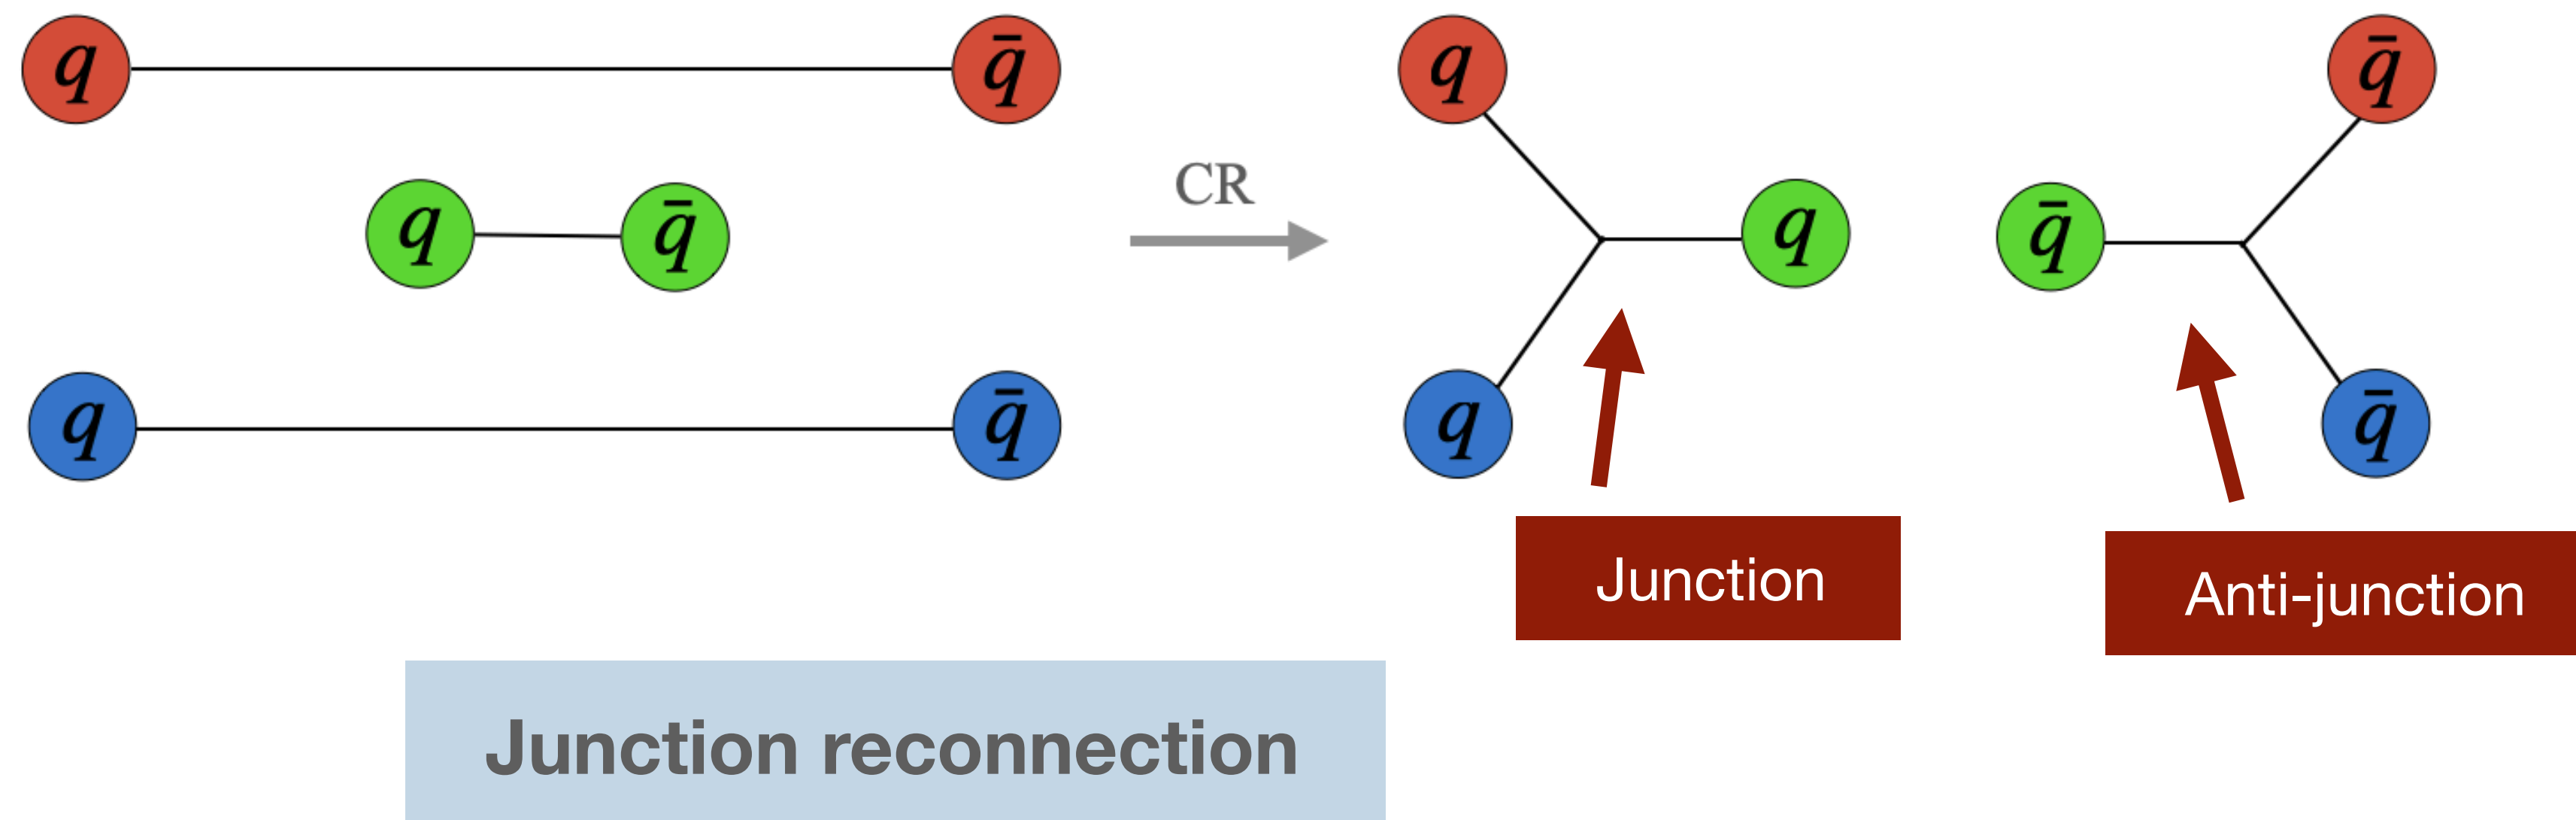 q q̄ q q̄
CR
q q̄ q q̄
q q̄ q q̄
Junction
Anti-junction
Junction reconnection